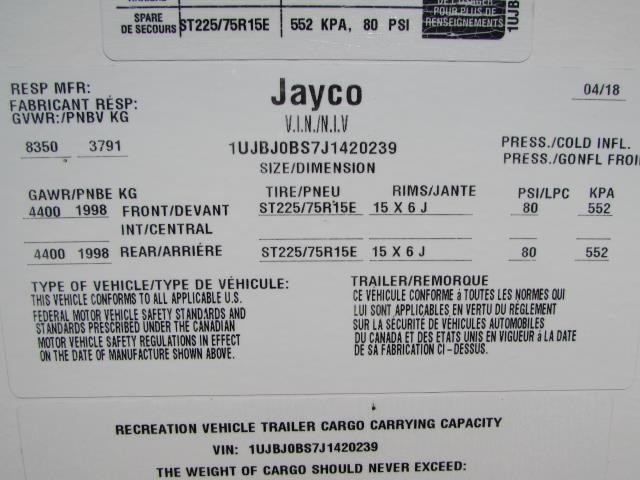 SPARE ST225/75R15E 552 KPA, 80 PSI
DE SECOURS
POUR PLUS DE
RENSEIGNEMENTS
RESP MFR: Jayco 04/18
FABRICANT RÉSP:
GVWR:/PNBV KG V.I.N./N.I.V
8350 3791 1UJBJ0BS7J1420239 PRESS./COLD INFL.
SIZE/DIMENSION PRESS./GONFL FROI
GAWR/PNBE KG TIRE/PNEU RIMS/JANTE PSI/LPC KPA
4400 1998 FRONT/DEVANT ST225/75R15E 15 X 6 J 80 552
INT/CENTRAL
4400 1998 REAR/ARRIÉRE ST225/75R15E 15 X 6 J 80 552
TYPE OF VEHICLE/TYPE DE VÉHICULE: TRAILER/REMORQUE
THIS VEHICLE CONFORMS TO ALL APPLICABLE U.S.
FEDERAL MOTOR VEHICLE SAFETY STANDARDS AND
STANDARDS PRESCRIBED UNDER THE CANADIAN
MOTOR VEHICLE SAFETY REGULATIONS IN EFFECT
ON THE DATE OF MANUFACTURE SHOWN ABOVE.
CE VÉHICULE CONFORME á TOUTES LES NORMES QUI
LUI SONT APPLICABLES EN VERTU DU RÉGLEMENT
SUR LA SÉCURITÉ DE VÉHICULES AUTOMOBILES
DU CANADA ET DES ÉTATS UNIS EN VIGUEUR á LA DATE
DE SA FABRICATION CI-DESSUS.
RECREATION VEHICLE TRAILER CARGO CARRYING CAPACITY
VIN: 1UJBJ0BS7J1420239
THE WEIGHT OF CARGO SHOULD NEVER EXCEED: